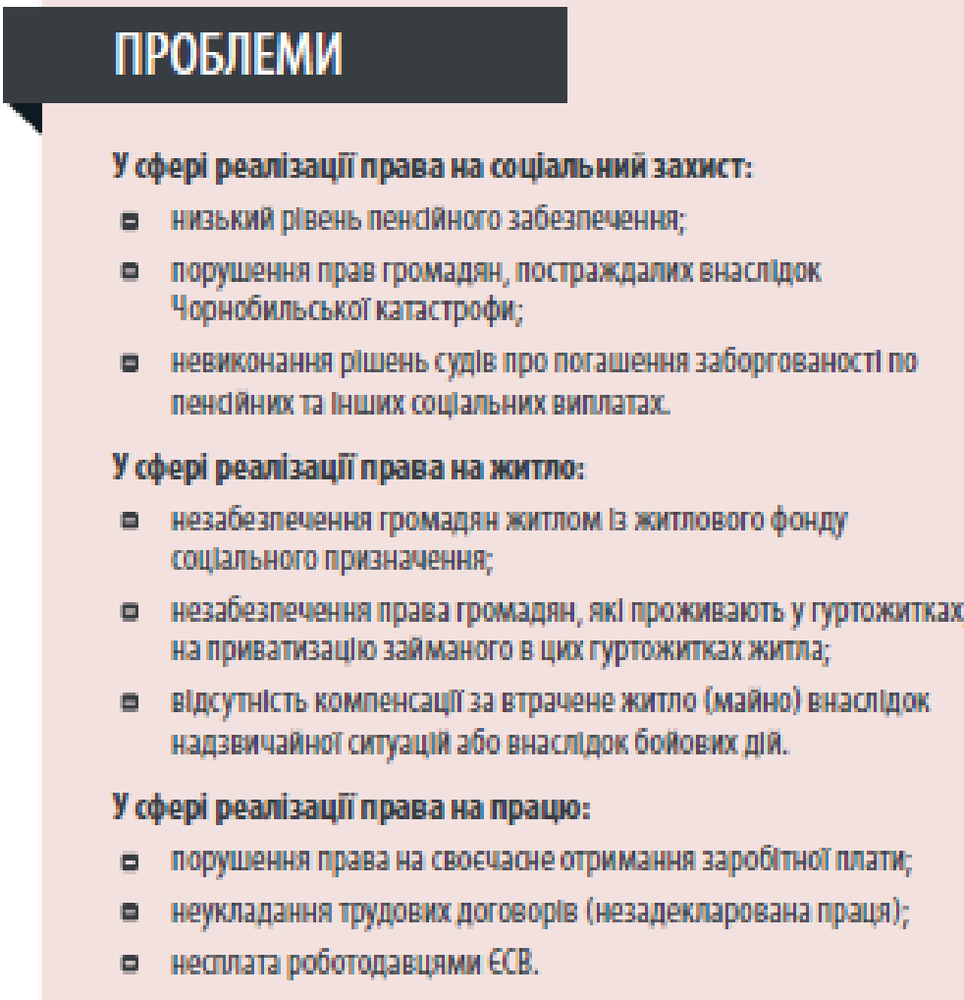 ПРОБЛЕМИ
У сфері реалізації права на соціальний захист:
низький рівень пенсійного забезпечення;
порушення прав громадян, постраждалих внаслідок
Чорнобильської катастрофи;
невиконання рішень судів про погашення заборгованості по
пенсійних та інших соціальних виплатах.
У сфері реалізації права на житло:
незабезпечення громадян житлом із житлового фонду
соціального призначення;
незабезпечення права громадян, які проживають у гуртожитках,
на приватизацію займаного в цих гуртожитках житла;
відсутність компенсації за втрачене житло (майно) внаслідок
надзвичайної ситуацій або внаслідок бойових дій.
У сфері реалізації права на працю:
порушення права на своєчасне отримання заробітної плати;
неукладання трудових договорів (незадекларована праця);
несплата роботодавцями ЄСВ.